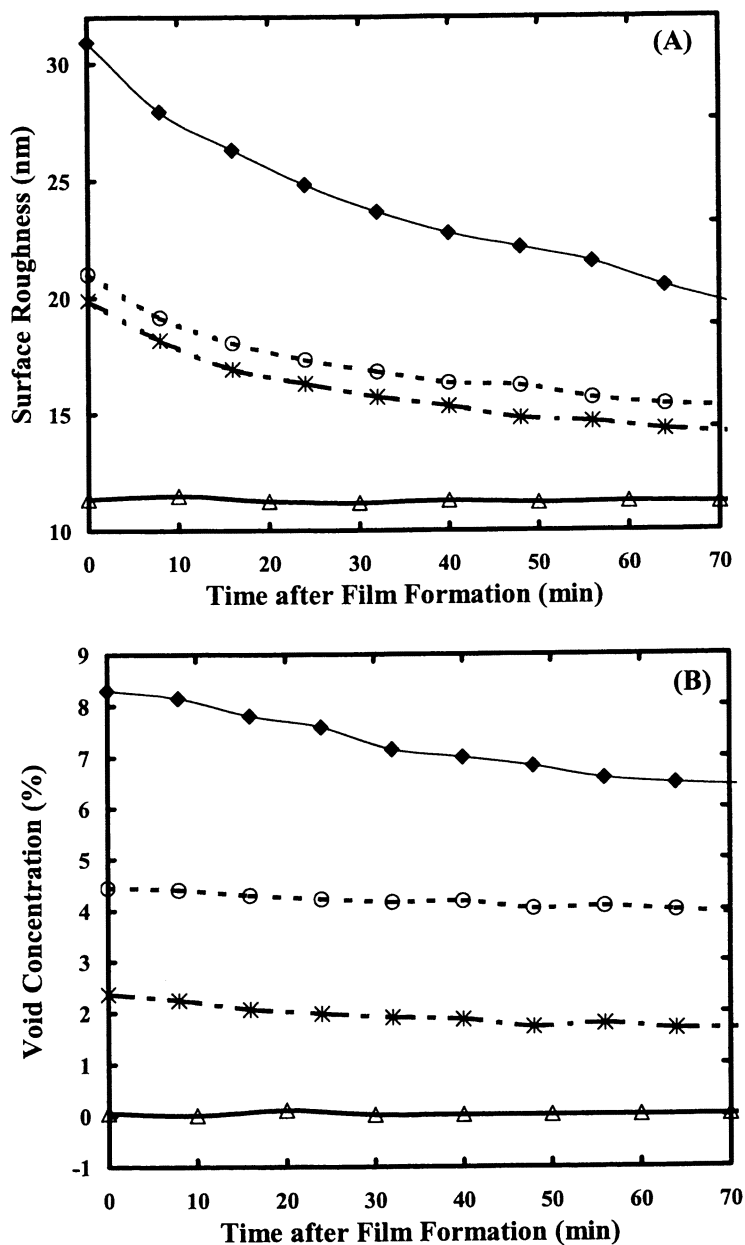 (A)
30
25
20
15
10
Surface Roughness (nm)
0 10 20 30 40 50 60 70
Time after Film Formation (min)
(B)
9
8
7
6
5
4
3
2
1
0
-1
Void Concentration (%)
0 10 20 30 40 50 60 70
Time after Film Formation (min)